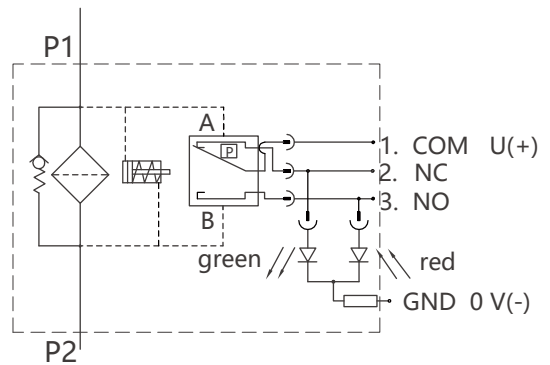 P1
A
P
1. COM U(+)
2. NC
3. NO
B
green
red
GND 0 V(-)
P2